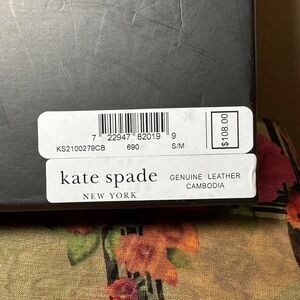 7 22947 82019 9
KS2100279CB 690 S/M
$108.00
kate spade
NEW YORK
GENUINE LEATHER
CAMBODIA